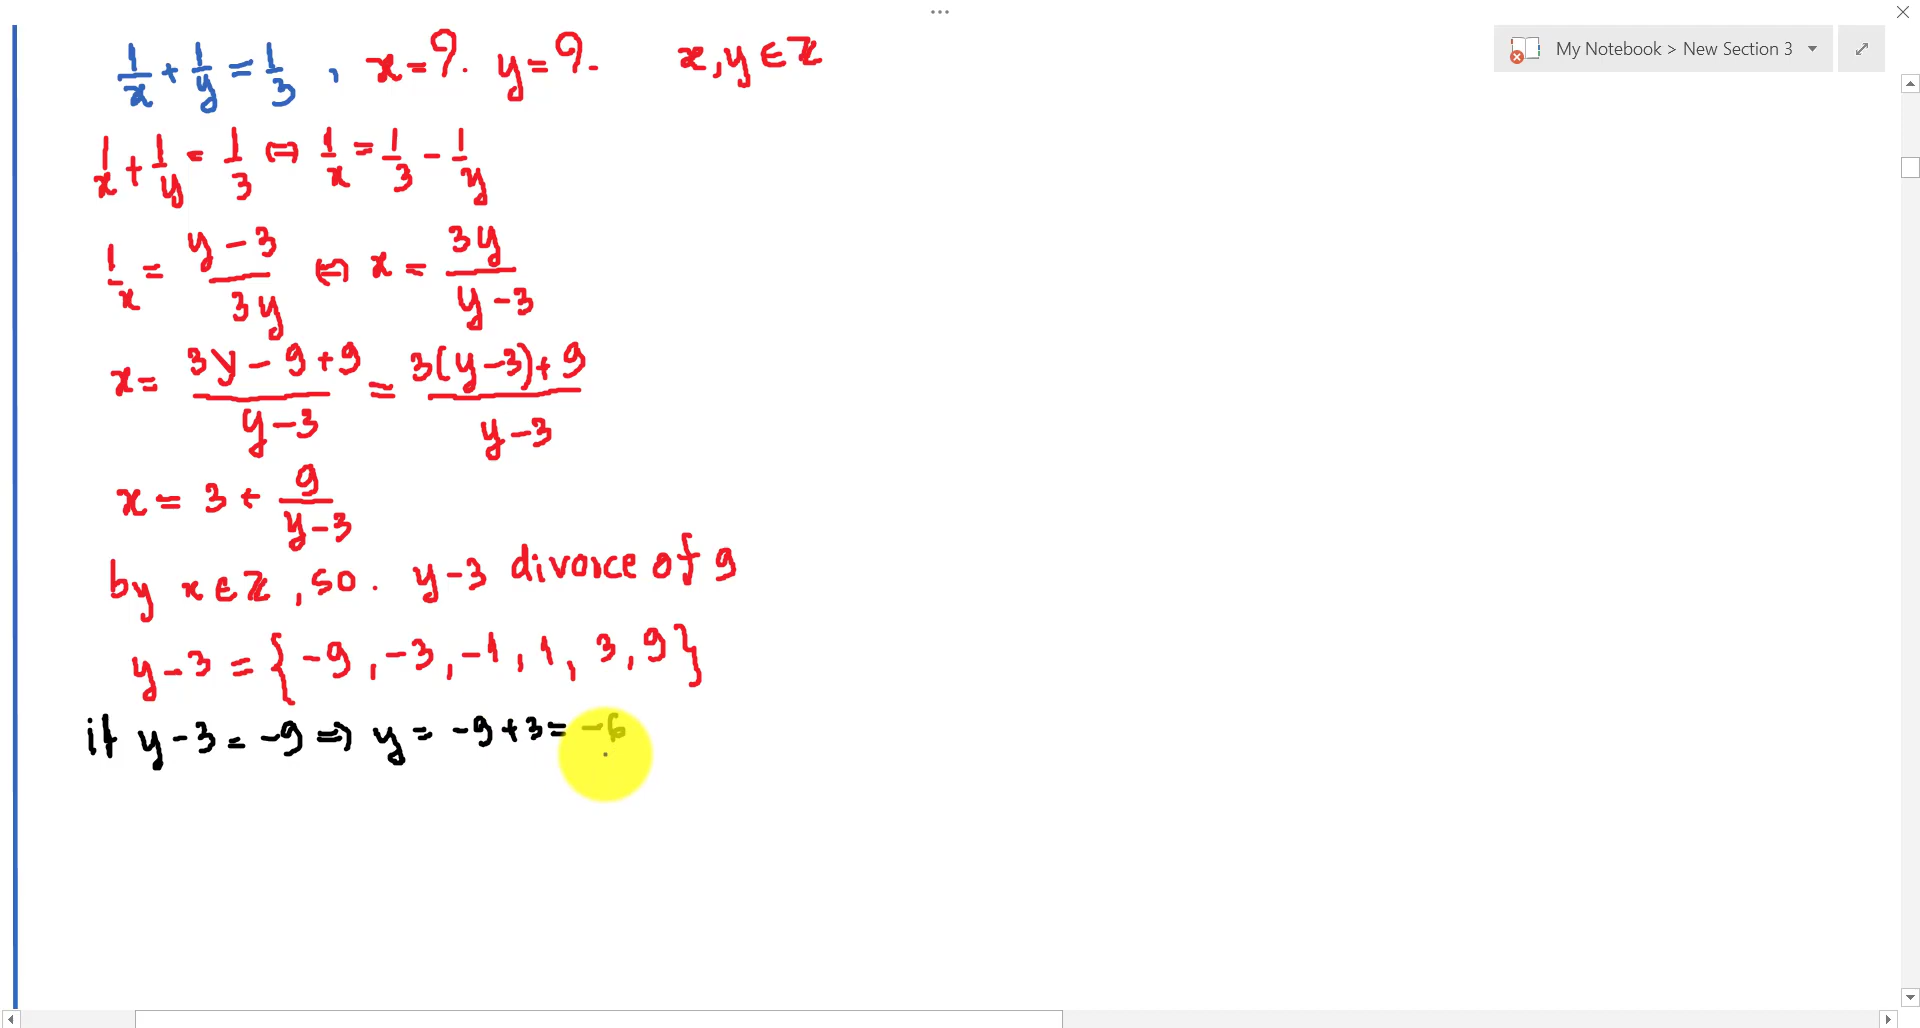 ...
My Notebook > New Section 3
1/x + 1/y = 1/3 , x = ? . y = ? . x, y ∈ ℤ
1/x + 1/y = 1/3 ⇔ 1/x = 1/3 - 1/y
1/x = (y - 3)/(3y) ⇔ x = (3y)/(y - 3)
x = (3y - 9 + 9)/(y - 3) = (3(y - 3) + 9)/(y - 3)
x = 3 + 9/(y - 3)
by x ∈ ℤ , so . y - 3 divorce of 9
y - 3 = { -9 , -3 , -1 , 1 , 3 , 9 }
if y - 3 = -9 ⇒ y = -9 + 3 = -6